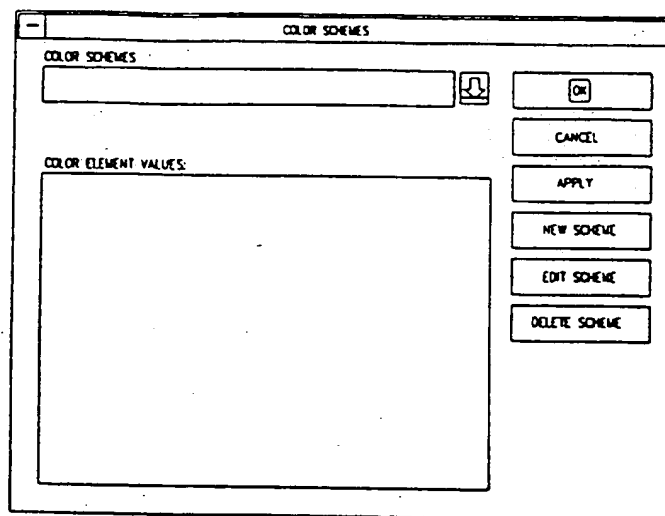 COLOR SCHEMES
COLOR SCHEMES
OK
CANCEL
COLOR ELEMENT VALUES:
APPLY
NEW SCHEME
EDIT SCHEME
DELETE SCHEME